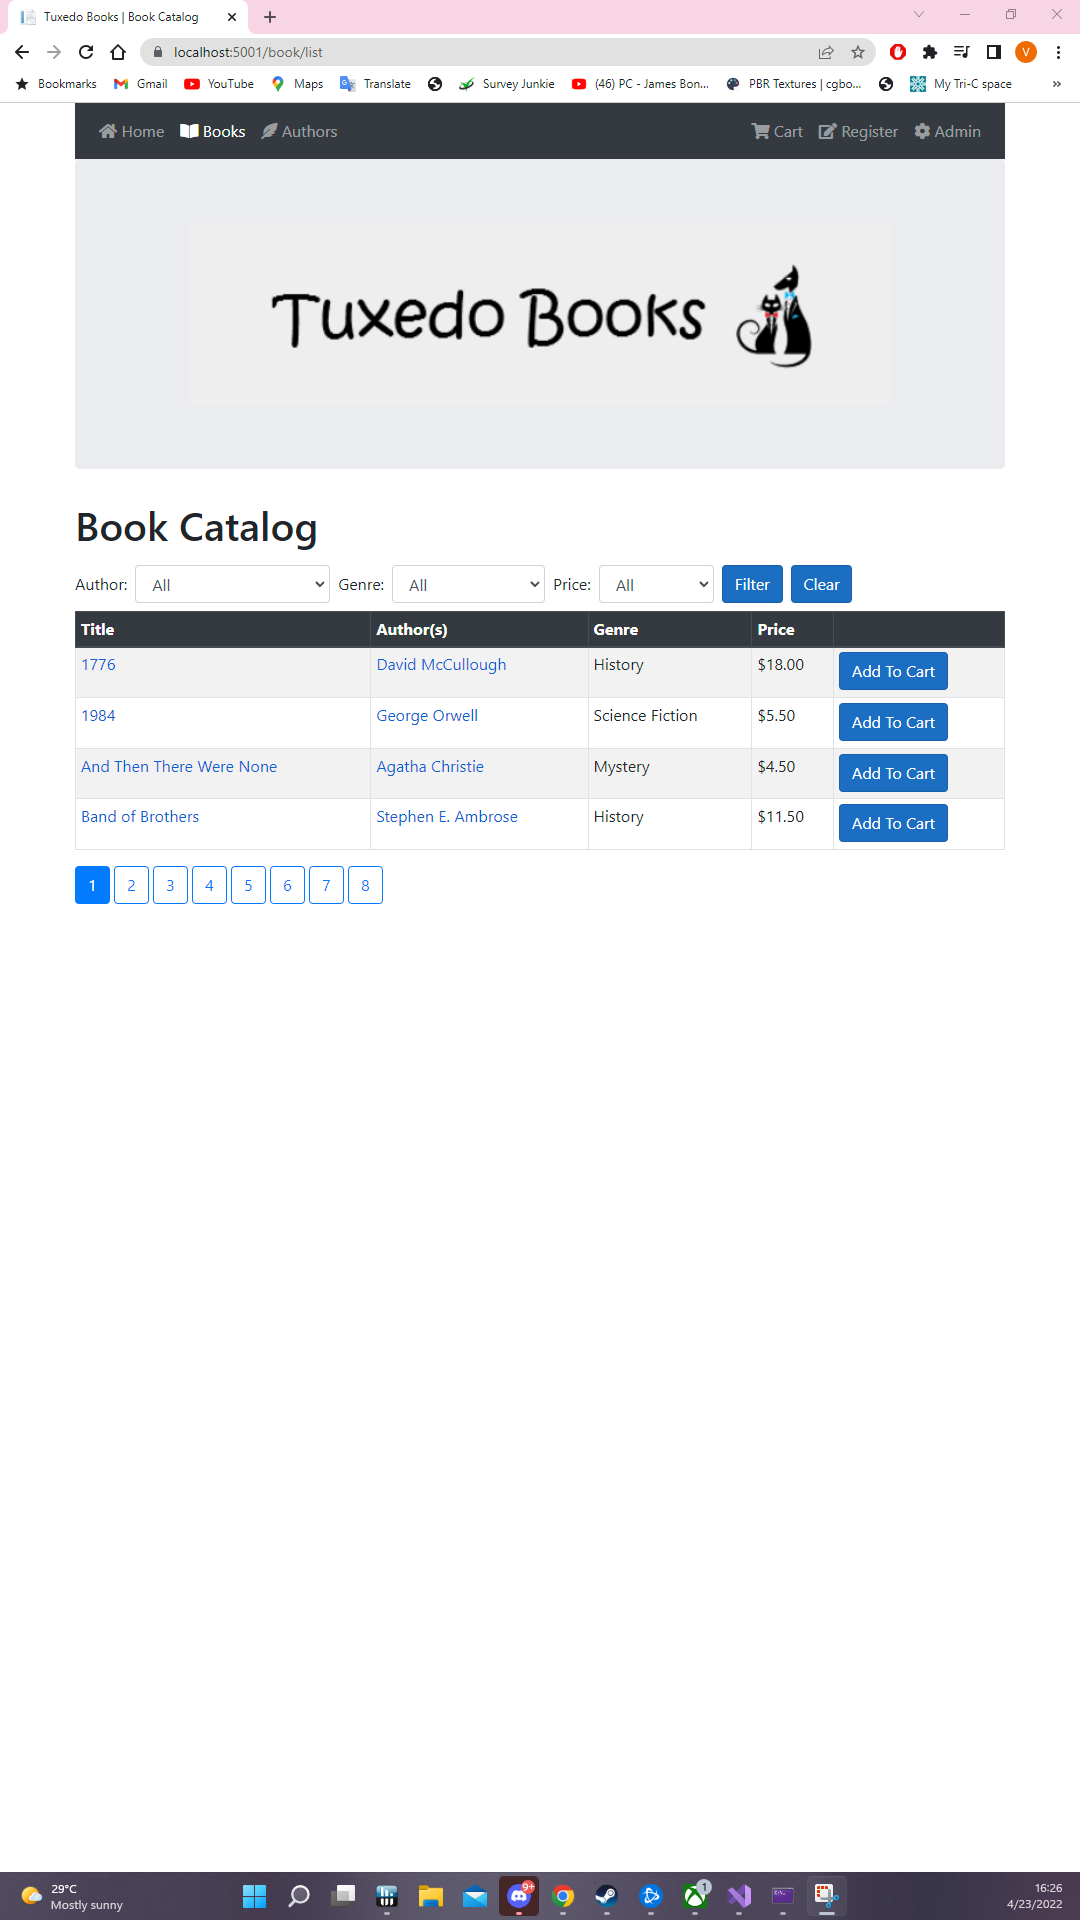 Tuxedo Books | Book Catalog
localhost:5001/book/list
V
Bookmarks Gmail YouTube Maps Translate Survey Junkie (46) PC - James Bon... PBR Textures | cgbo... My Tri-C space »
Home Books Authors Cart Register Admin
Tuxedo Books
Book Catalog
Author: All Genre: All Price: All Filter Clear
Title Author(s) Genre Price
1776 David McCullough History $18.00 Add To Cart
1984 George Orwell Science Fiction $5.50 Add To Cart
And Then There Were None Agatha Christie Mystery $4.50 Add To Cart
Band of Brothers Stephen E. Ambrose History $11.50 Add To Cart
1 2 3 4 5 6 7 8
29°C
Mostly sunny
9+
1
16:26
4/23/2022